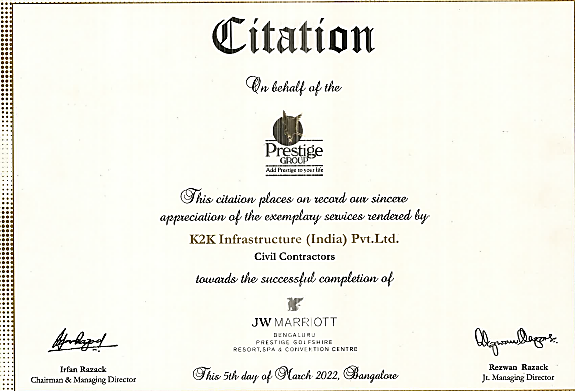 Citation
On behalf of the
Prestige
GROUP
Add Prestige to your life
This citation places on record our sincere
appreciation of the exemplary services rendered by
K2K Infrastructure (India) Pvt.Ltd.
Civil Contractors
towards the successful completion of
JW MARRIOTT
BENGALURU
PRESTIGE GOLFSHIRE
RESORT, SPA & CONVENTION CENTRE
Irfan Razack
Chairman & Managing Director
This 5th day of March 2022, Bangalore
Rezwan Razack
Jt. Managing Director